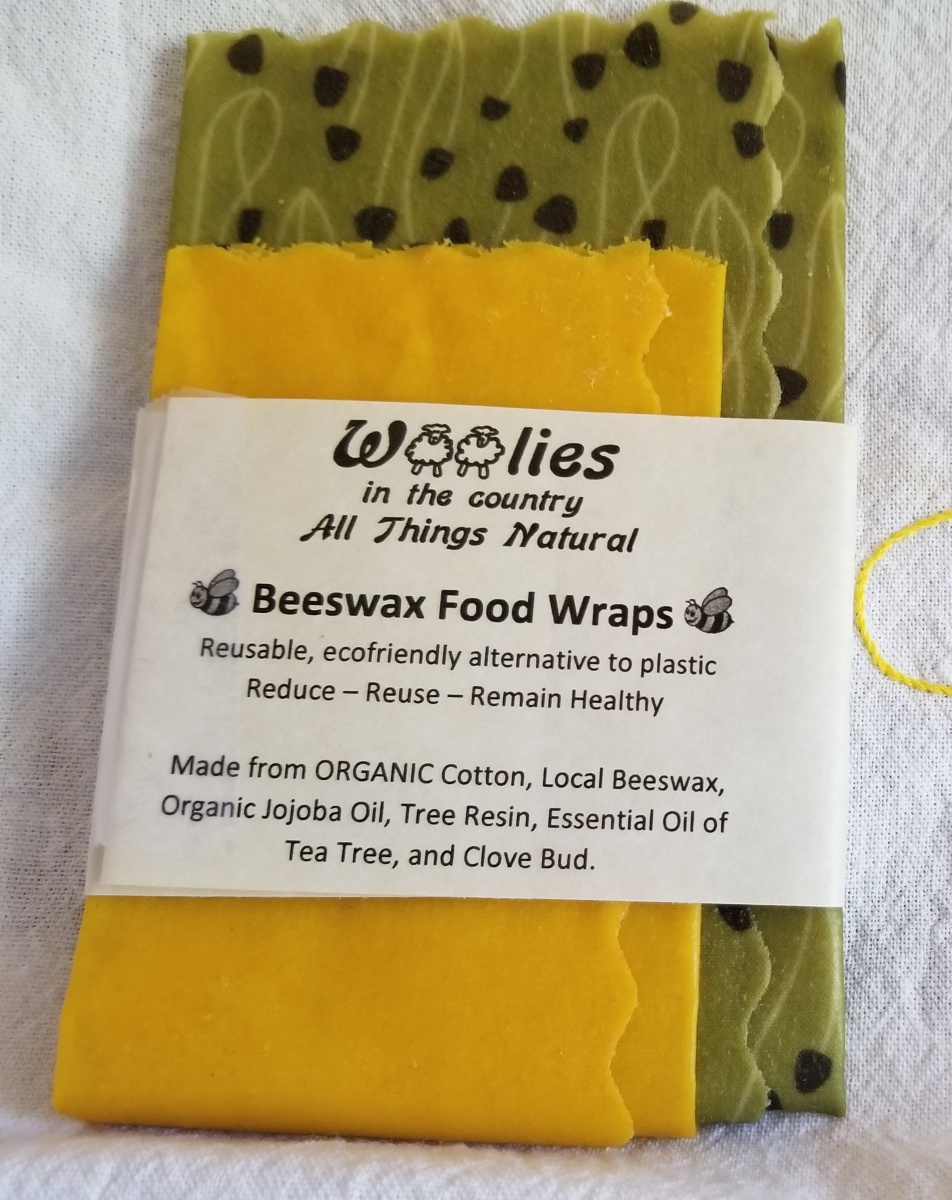 Woolies
in the country
All Things Natural
Beeswax Food Wraps
Reusable, ecofriendly alternative to plastic
Reduce – Reuse – Remain Healthy
Made from ORGANIC Cotton, Local Beeswax,
Organic Jojoba Oil, Tree Resin, Essential Oil of
Tea Tree, and Clove Bud.